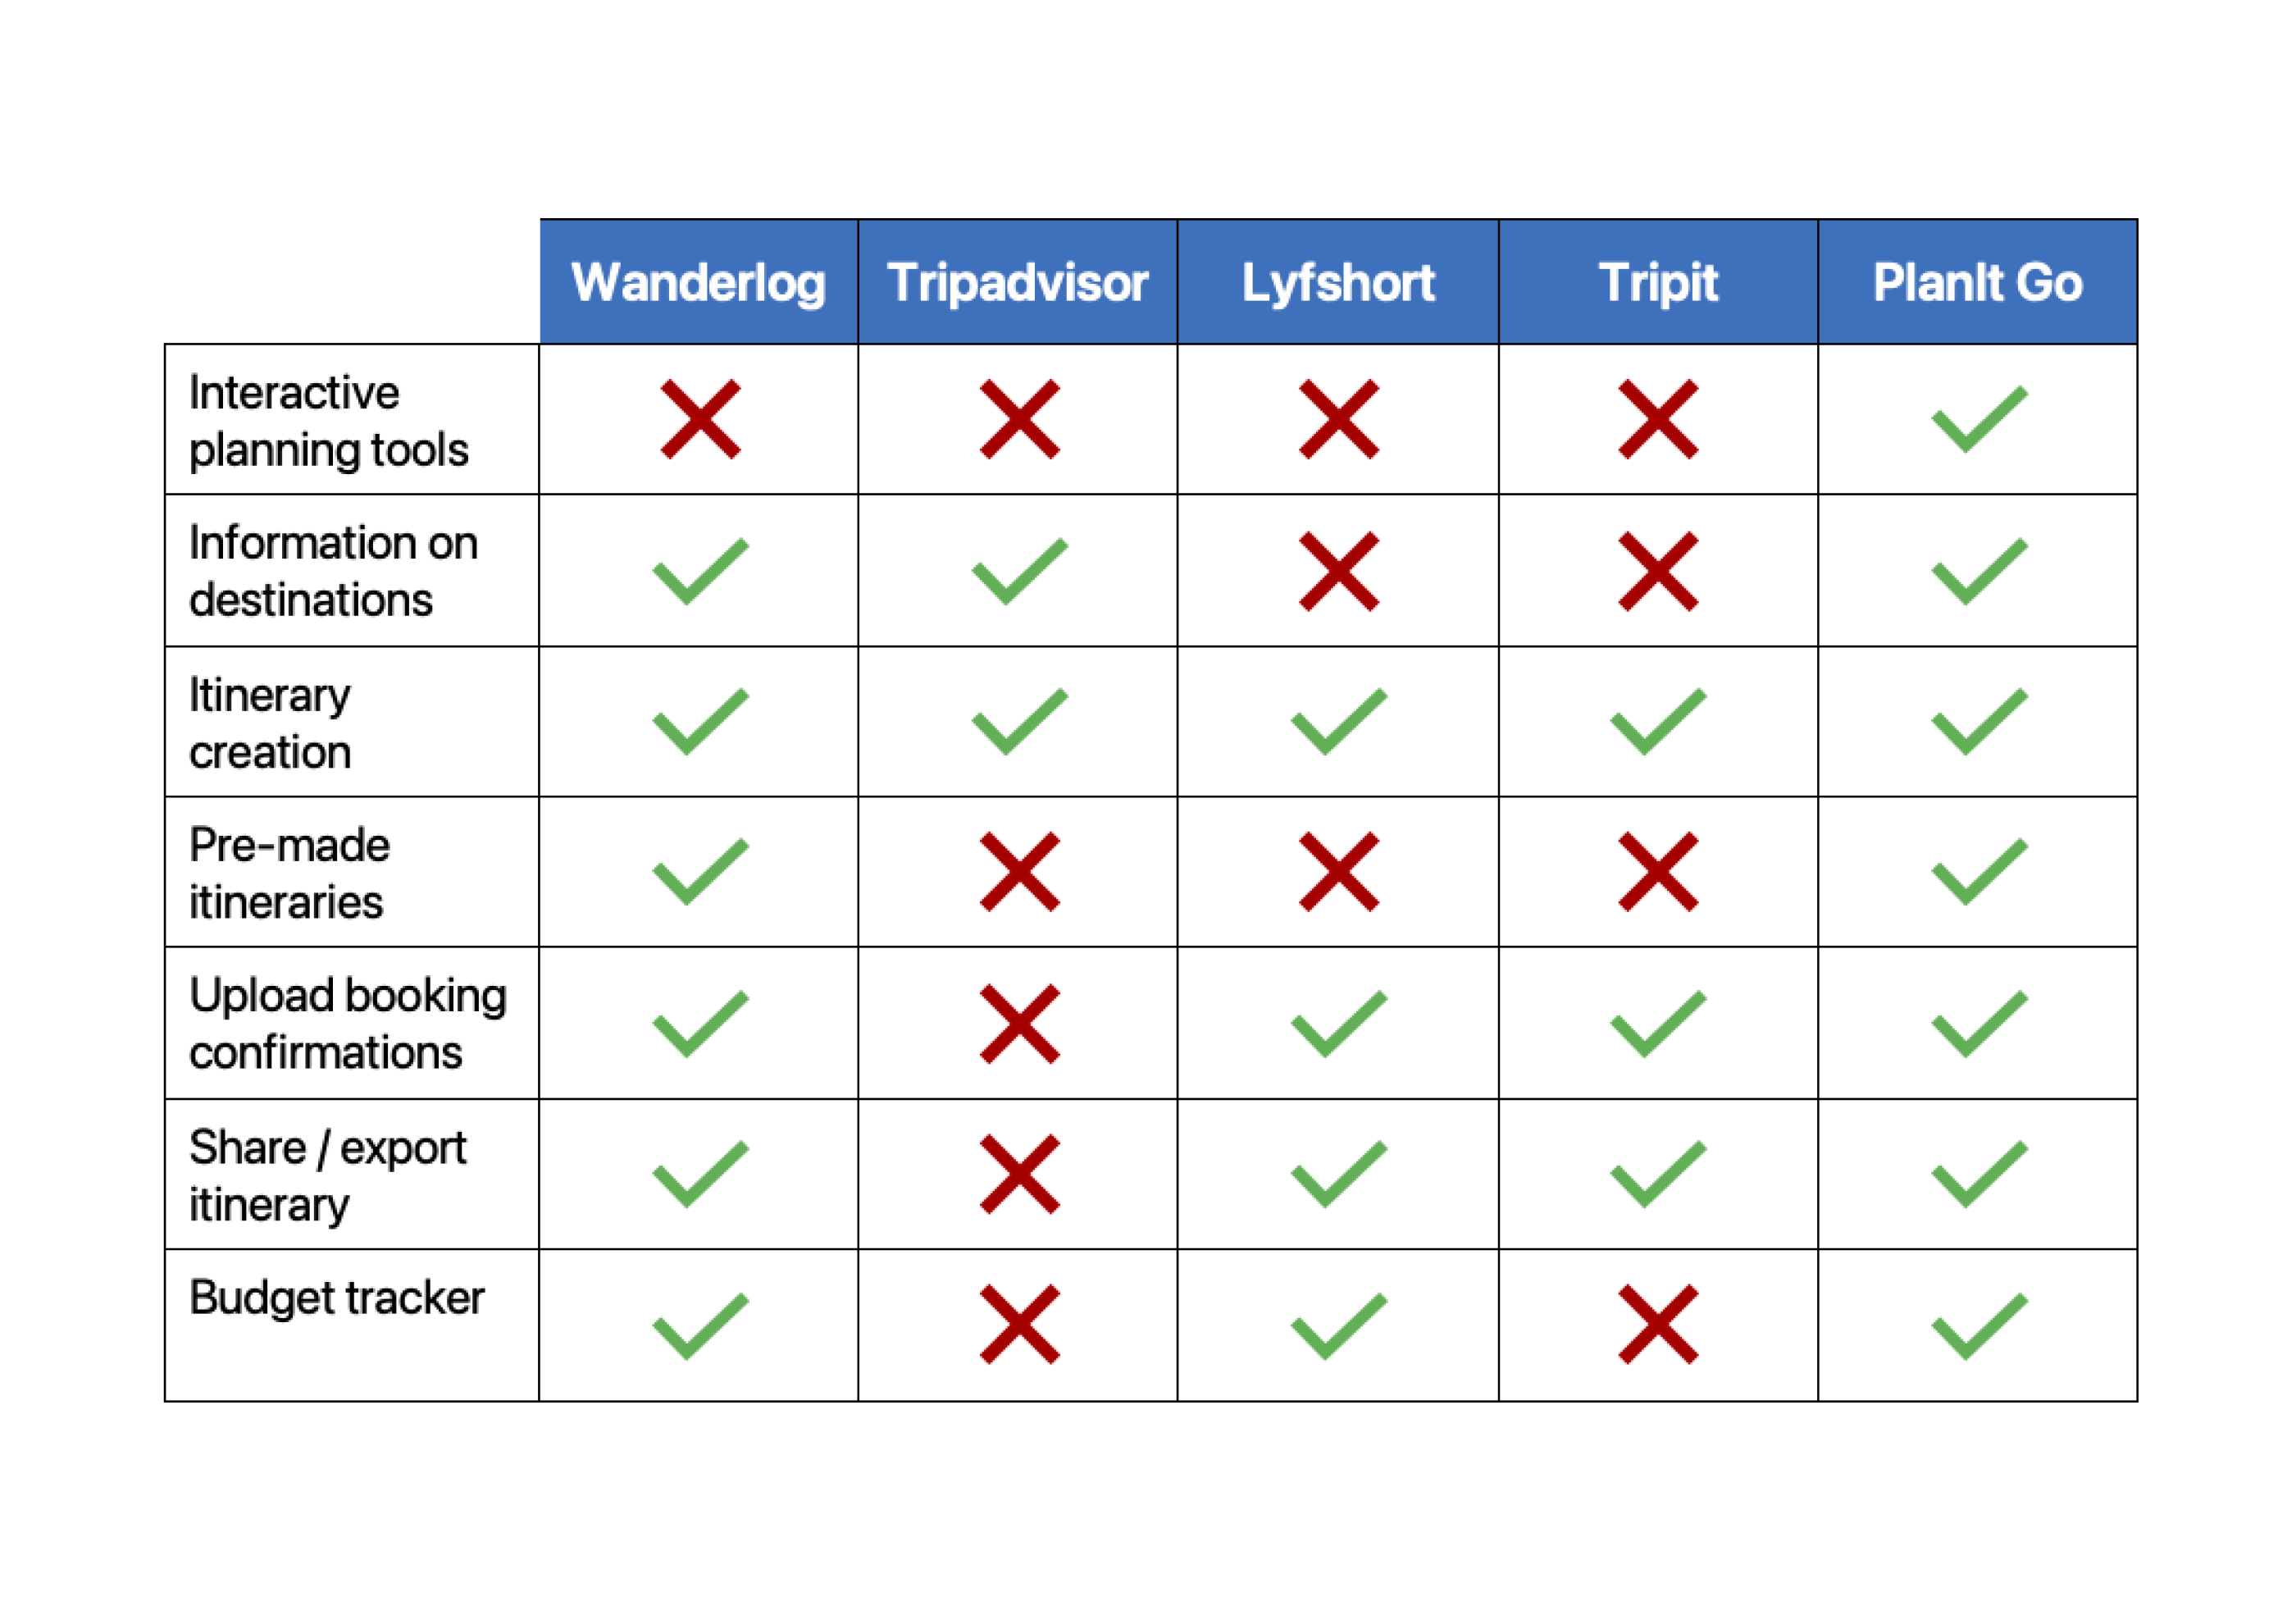 Wanderlog Tripadvisor Lyfshort Tripit PlanIt Go
Interactive
planning tools
Information on
destinations
Itinerary
creation
Pre-made
itineraries
Upload booking
confirmations
Share / export
itinerary
Budget tracker